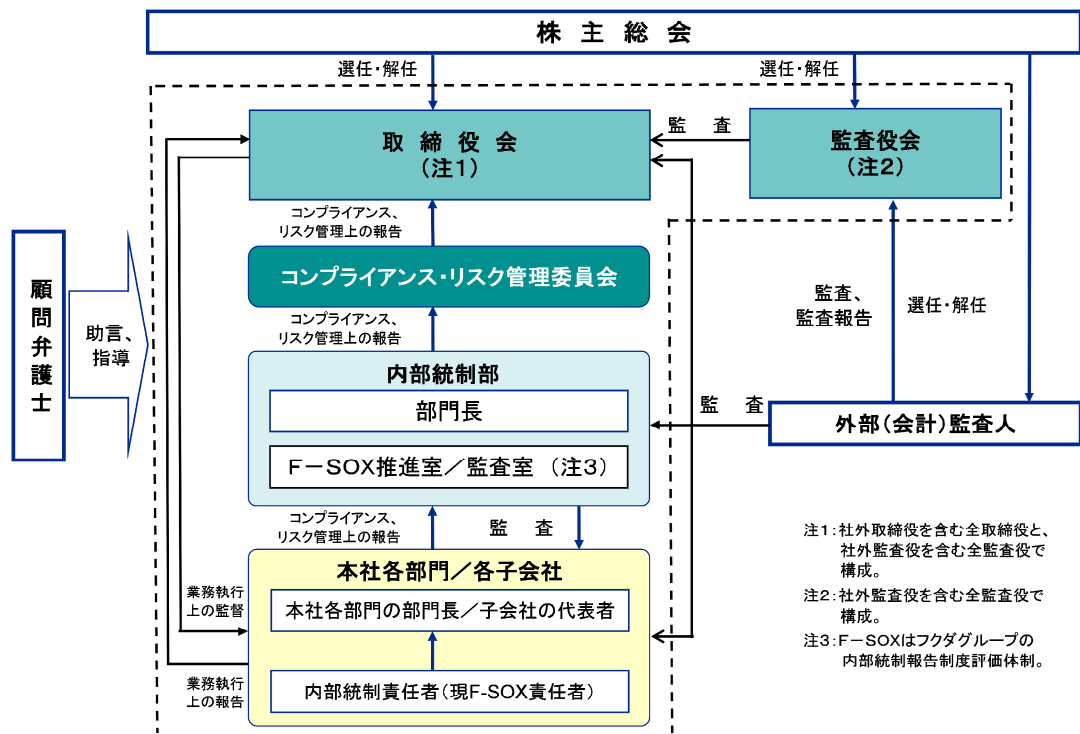 株主総会
選任・解任
選任・解任
取締役会
(注1)
監　査
監査役会
(注2)
コンプライアンス、
リスク管理上の報告
コンプライアンス・リスク管理委員会
顧問弁護士
助言、
指導
監査、
監査報告
選任・解任
コンプライアンス、
リスク管理上の報告
内部統制部
部門長
F－SOX推進室／監査室 (注3)
監　査
外部(会計)監査人
コンプライアンス、
リスク管理上の報告
監　査
本社各部門／各子会社
本社各部門の部門長／子会社の代表者
内部統制責任者(現F-SOX責任者)
業務執行
上の監督
業務執行
上の報告
注1:社外取締役を含む全取締役と、
社外監査役を含む全監査役で
構成。
注2:社外監査役を含む全監査役で
構成。
注3:F－SOXはフクダグループの
内部統制報告制度評価体制。